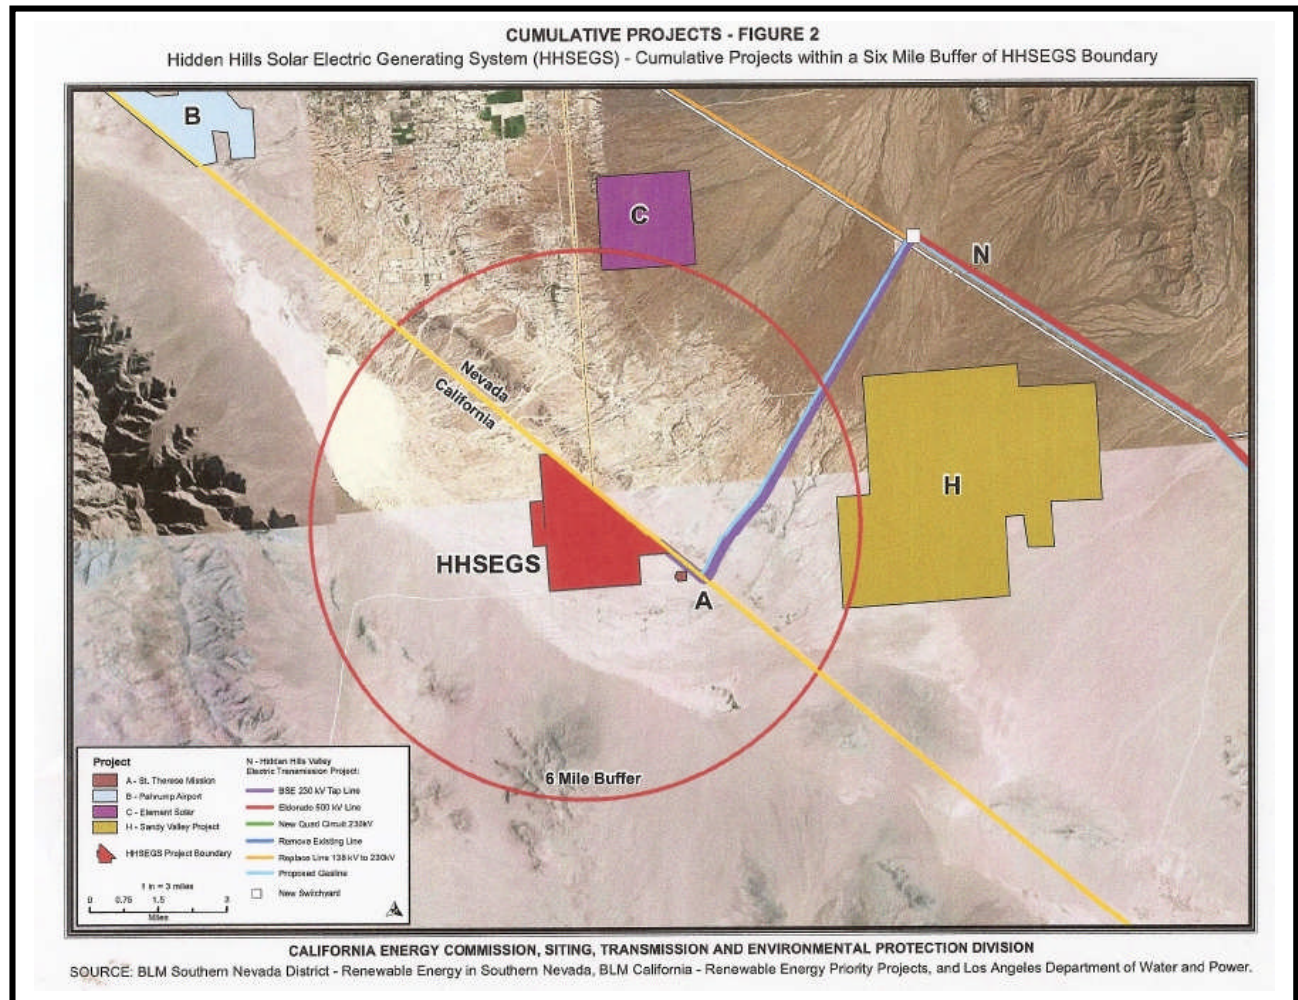 CUMULATIVE PROJECTS - FIGURE 2
Hidden Hills Solar Electric Generating System (HHSEGS) - Cumulative Projects within a Six Mile Buffer of HHSEGS Boundary
B
C
N
Nevada
California
H
HHSEGS
A
6 Mile Buffer
Project
A - St. Therese Mission
B - Pahrump Airport
C - Element Solar
H - Sandy Valley Project
HHSEGS Project Boundary
1 in = 3 miles
0 0.75 1.5 3
Miles
N - Hidden Hills Valley
Electric Transmission Project:
BSE 230 kV Tap Line
Eldorado 500 kV Line
New Quad Circuit 230kV
Remove Existing Line
Replace Line 138 kV to 230kV
Proposed Gasline
New Switchyard
CALIFORNIA ENERGY COMMISSION, SITING, TRANSMISSION AND ENVIRONMENTAL PROTECTION DIVISION
SOURCE: BLM Southern Nevada District - Renewable Energy in Southern Nevada, BLM California - Renewable Energy Priority Projects, and Los Angeles Department of Water and Power.